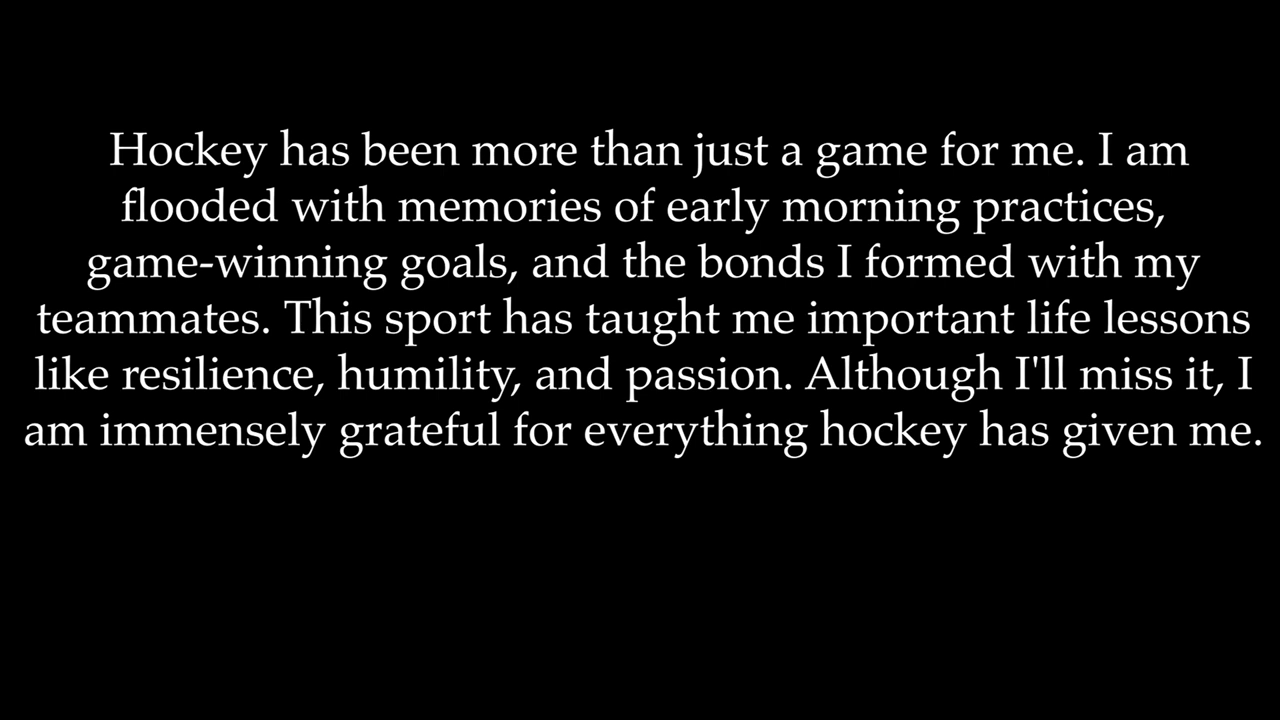 Hockey has been more than just a game for me. I am
flooded with memories of early morning practices,
game-winning goals, and the bonds I formed with my
teammates. This sport has taught me important life lessons
like resilience, humility, and passion. Although I'll miss it, I
am immensely grateful for everything hockey has given me.